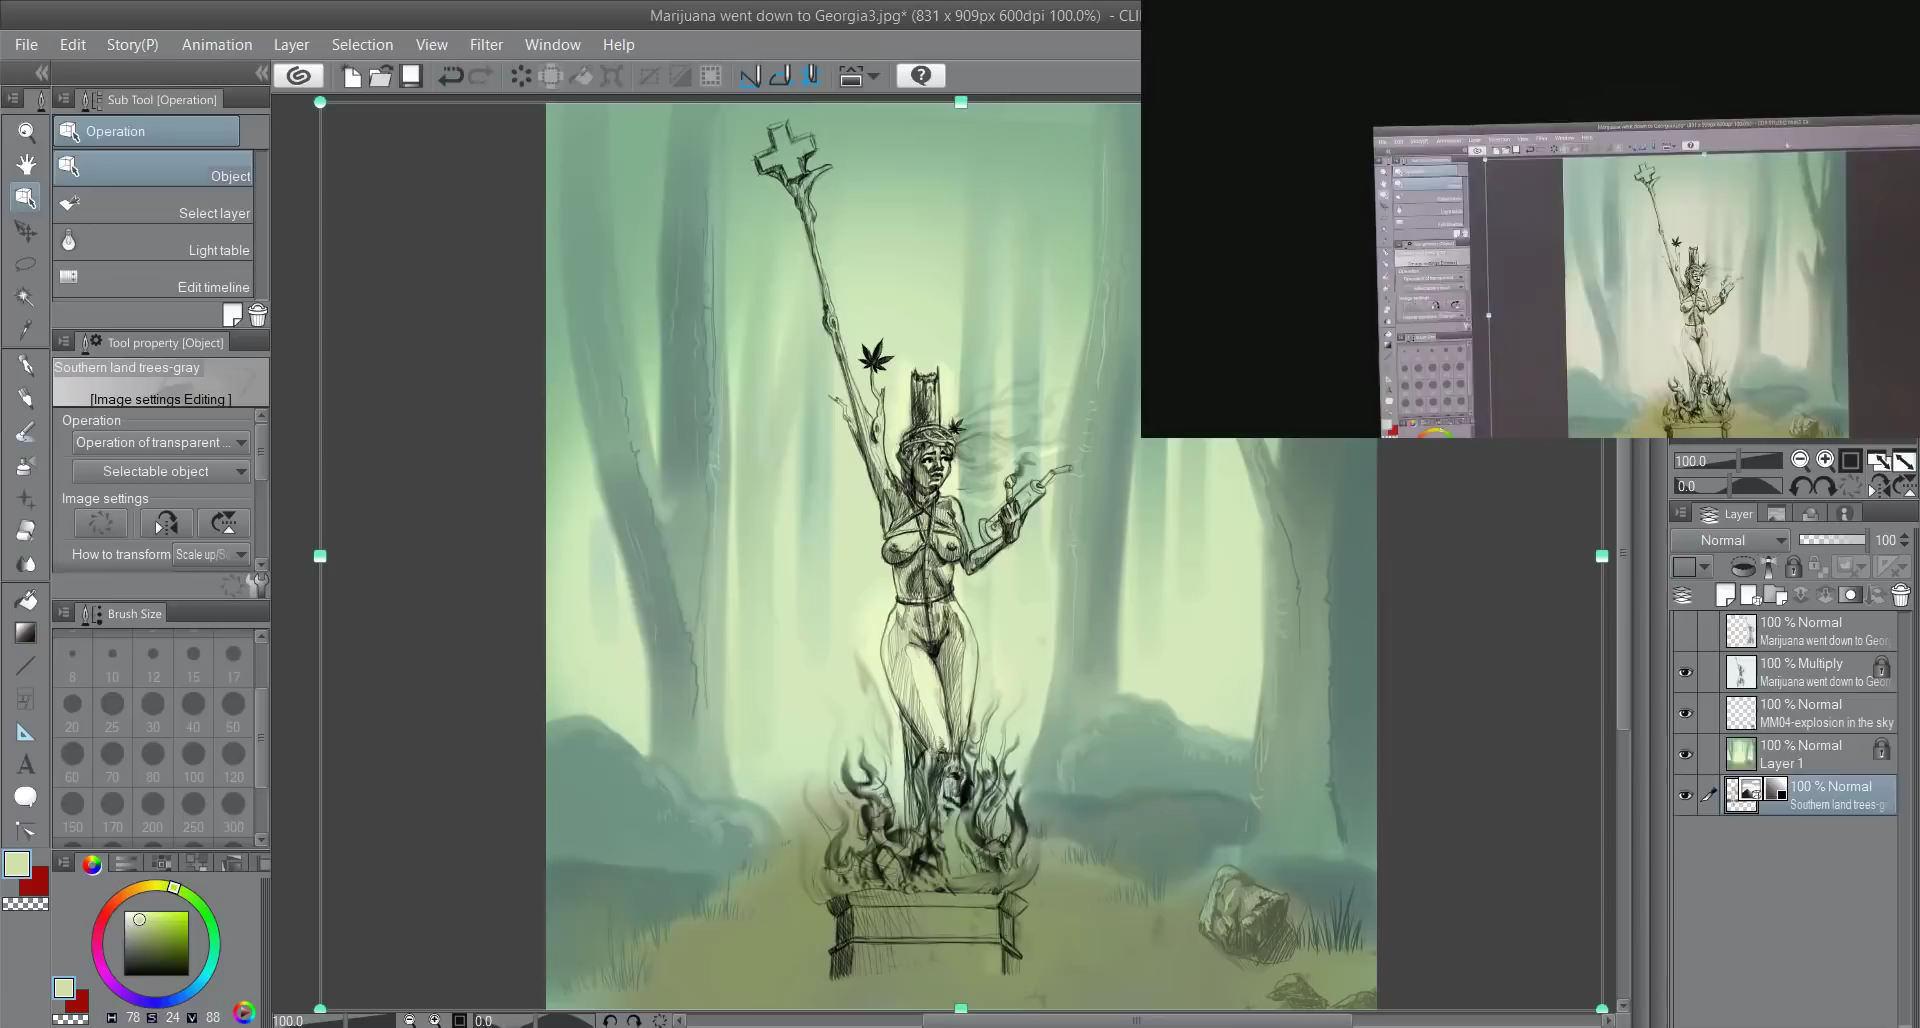 Marijuana went down to Georgia3.jpg* (831 x 909px 600dpi 100.0%) - CLI
File Edit Story(P) Animation Layer Selection View Filter Window Help
Sub Tool [Operation]
Operation
Object
Select layer
Light table
Edit timeline
Tool property [Object]
Southern land trees-gray
[Image settings Editing ]
Operation
Operation of transparent ...
Selectable object
Image settings
How to transform Scale up/S
Brush Size
8 10 12 15 17
20 25 30 40 50
60 70 80 100 120
150 170 200 250 300
H 78 S 24 V 88
100.0 0.0
100.0
0.0
Layer
Normal 100
100 % Normal
Marijuana went down to Geor
100 % Multiply
Marijuana went down to Geor
100 % Normal
MM04-explosion in the sky
100 % Normal
Layer 1
100 % Normal
Southern land trees-gr